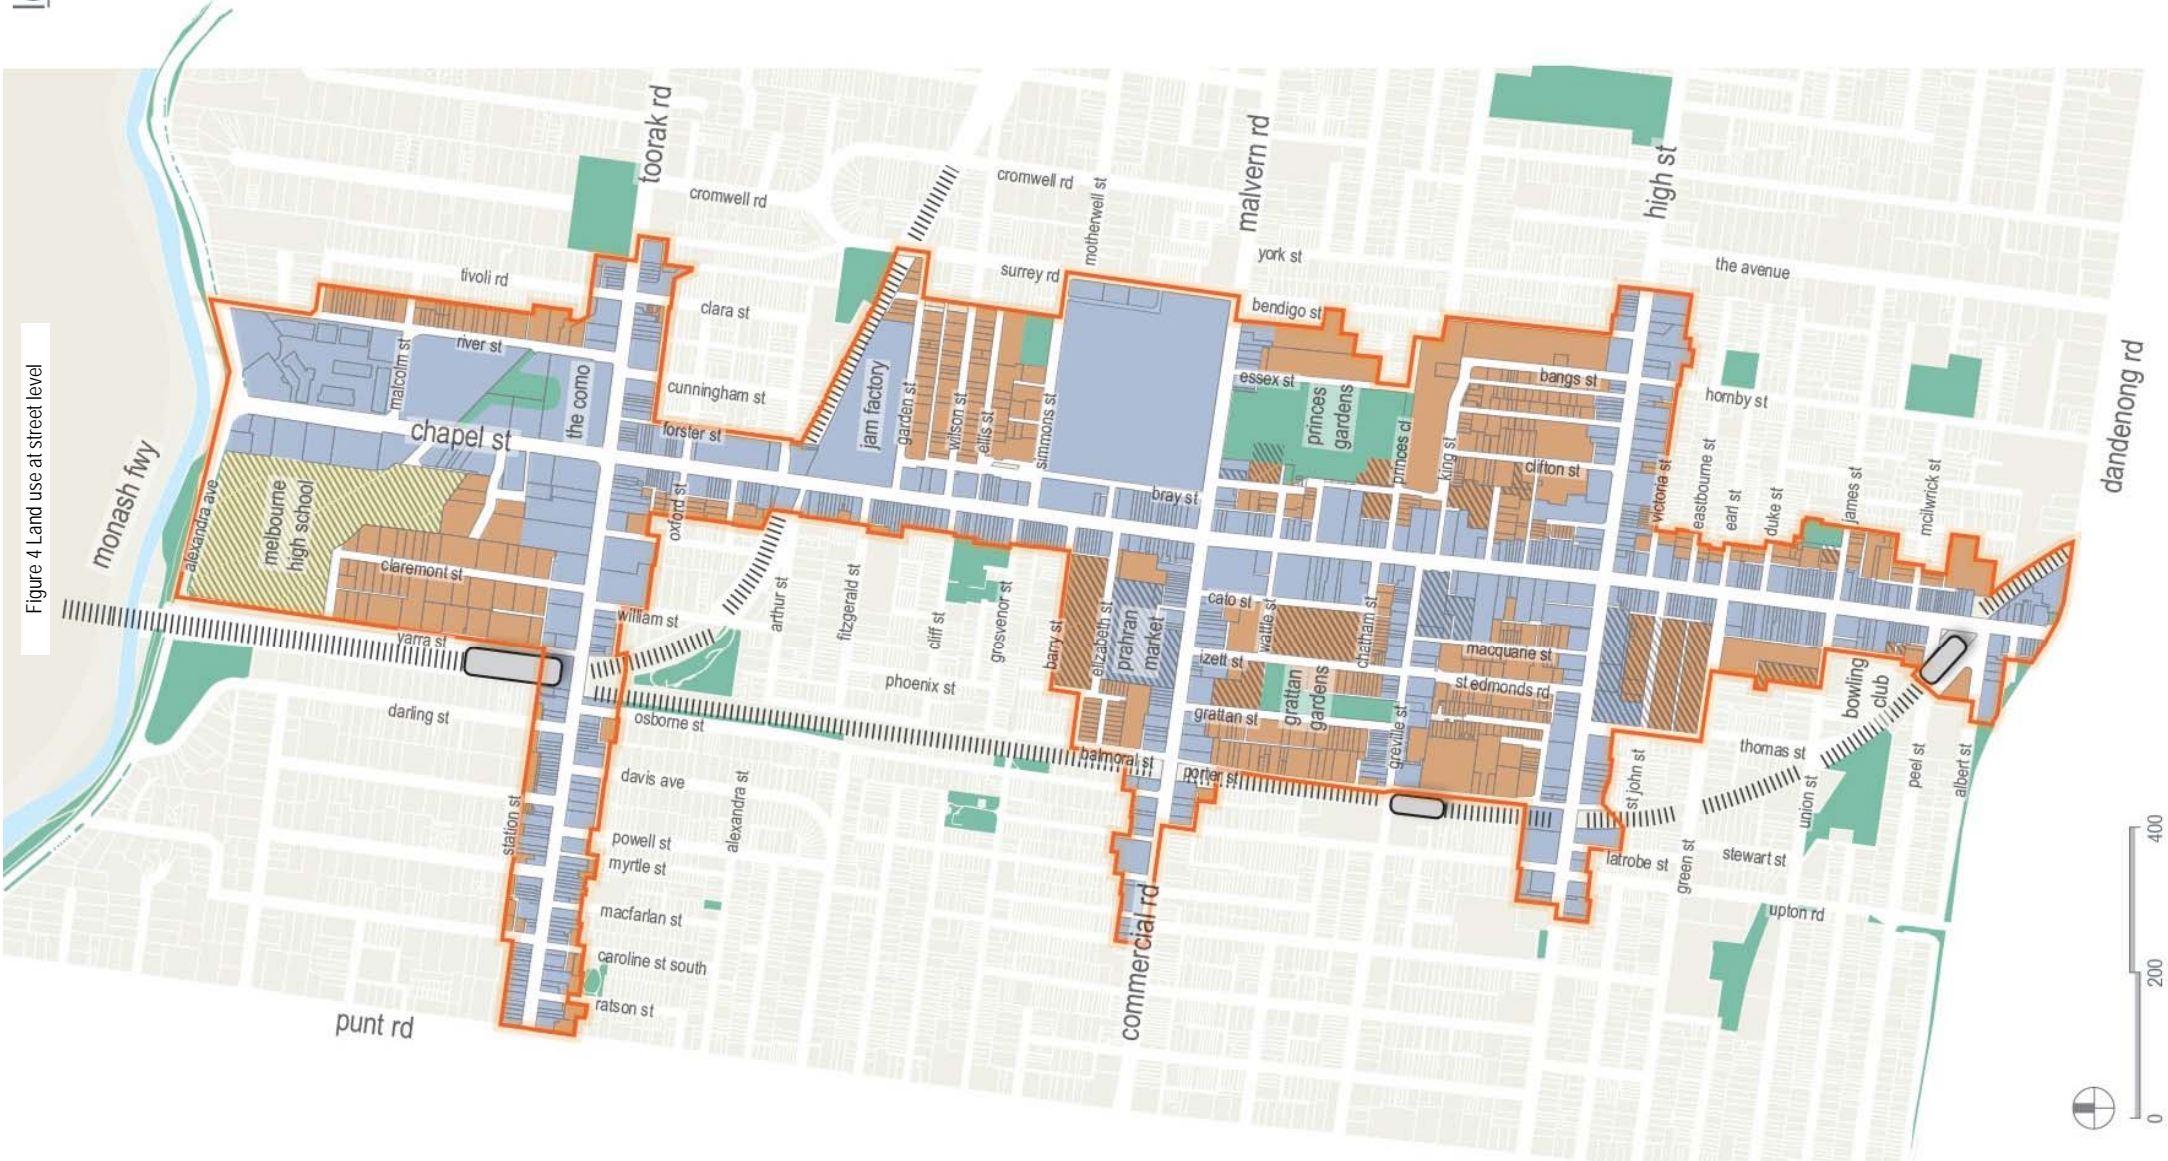 Figure 4 Land use at street level
monash fwy
toorak rd
cromwell rd
cromwell rd
motherwell st
malvern rd
york st
high st
the avenue
dandenong rd
tivoli rd
clara st
surrey rd
bendigo st
river st
malcolm st
the como
cunningham st
chapel st
forster st
jam factory
garden st
wilson st
ellis st
simmons st
essex st
princes
gardens
princes cl
king st
bangs st
clifton st
hornby st
victoria st
eastbourne st
earl st
duke st
james st
mcilwrick st
alexandra ave
melbourne
high school
claremont st
yarra st
oxford st
bray st
william st
arthur st
fitzgerald st
cliff st
grosvenor st
barry st
elizabeth st
prahran
market
cato st
wattle st
izett st
chatham st
grattan
gardens
grattan st
greville st
macquarie st
st edmonds rd
bowling
club
darling st
osborne st
phoenix st
balmoral st
porter st
station st
davis ave
alexandra st
powell st
myrtle st
macfarlan st
caroline st south
ratson st
punt rd
commercial rd
st john st
latrobe st
green st
stewart st
thomas st
union st
upton rd
peel st
albert st
0
200
400